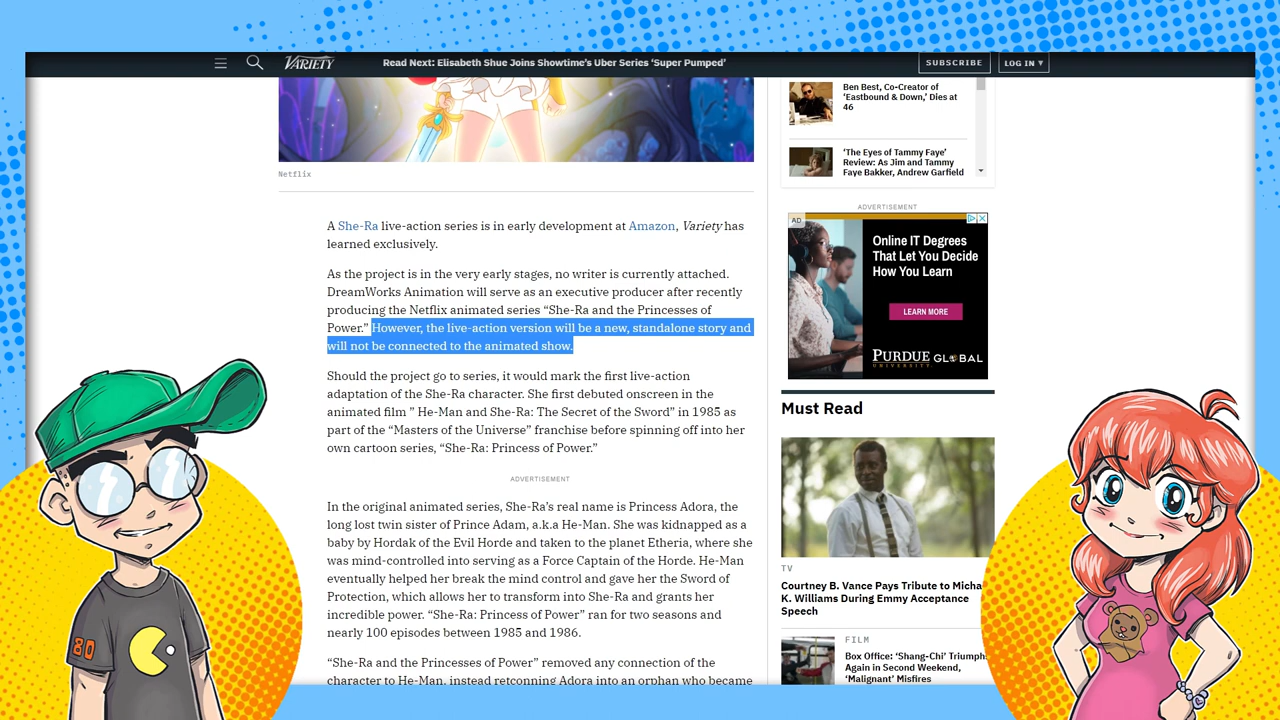 VARIETY
Read Next: Elisabeth Shue Joins Showtime's Uber Series 'Super Pumped'
SUBSCRIBE
LOG IN ▾
Netflix
A She-Ra live-action series is in early development at Amazon, Variety has
learned exclusively.
As the project is in the very early stages, no writer is currently attached.
DreamWorks Animation will serve as an executive producer after recently
producing the Netflix animated series “She-Ra and the Princesses of
Power.” However, the live-action version will be a new, standalone story and
will not be connected to the animated show.
Should the project go to series, it would mark the first live-action
adaptation of the She-Ra character. She first debuted onscreen in the
animated film ” He-Man and She-Ra: The Secret of the Sword” in 1985 as
part of the “Masters of the Universe” franchise before spinning off into her
own cartoon series, “She-Ra: Princess of Power.”
ADVERTISEMENT
In the original animated series, She-Ra’s real name is Princess Adora, the
long lost twin sister of Prince Adam, a.k.a He-Man. She was kidnapped as a
baby by Hordak of the Evil Horde and taken to the planet Etheria, where she
was mind-controlled into serving as a Force Captain of the Horde. He-Man
eventually helped her break the mind control and gave her the Sword of
Protection, which allows her to transform into She-Ra and grants her
incredible power. “She-Ra: Princess of Power” ran for two seasons and
nearly 100 episodes between 1985 and 1986.
“She-Ra and the Princesses of Power” removed any connection of the
character to He-Man, instead retconning Adora into an orphan who became
Ben Best, Co-Creator of
‘Eastbound & Down,’ Dies at
46
‘The Eyes of Tammy Faye’
Review: As Jim and Tammy
Faye Bakker, Andrew Garfield
ADVERTISEMENT
AD
Online IT Degrees
That Let You Decide
How You Learn
LEARN MORE
PURDUE GLOBAL
UNIVERSITY.
Must Read
TV
Courtney B. Vance Pays Tribute to Micha
K. Williams During Emmy Acceptance
Speech
FILM
Box Office: ‘Shang-Chi’ Triumph
Again in Second Weekend,
‘Malignant’ Misfires
80